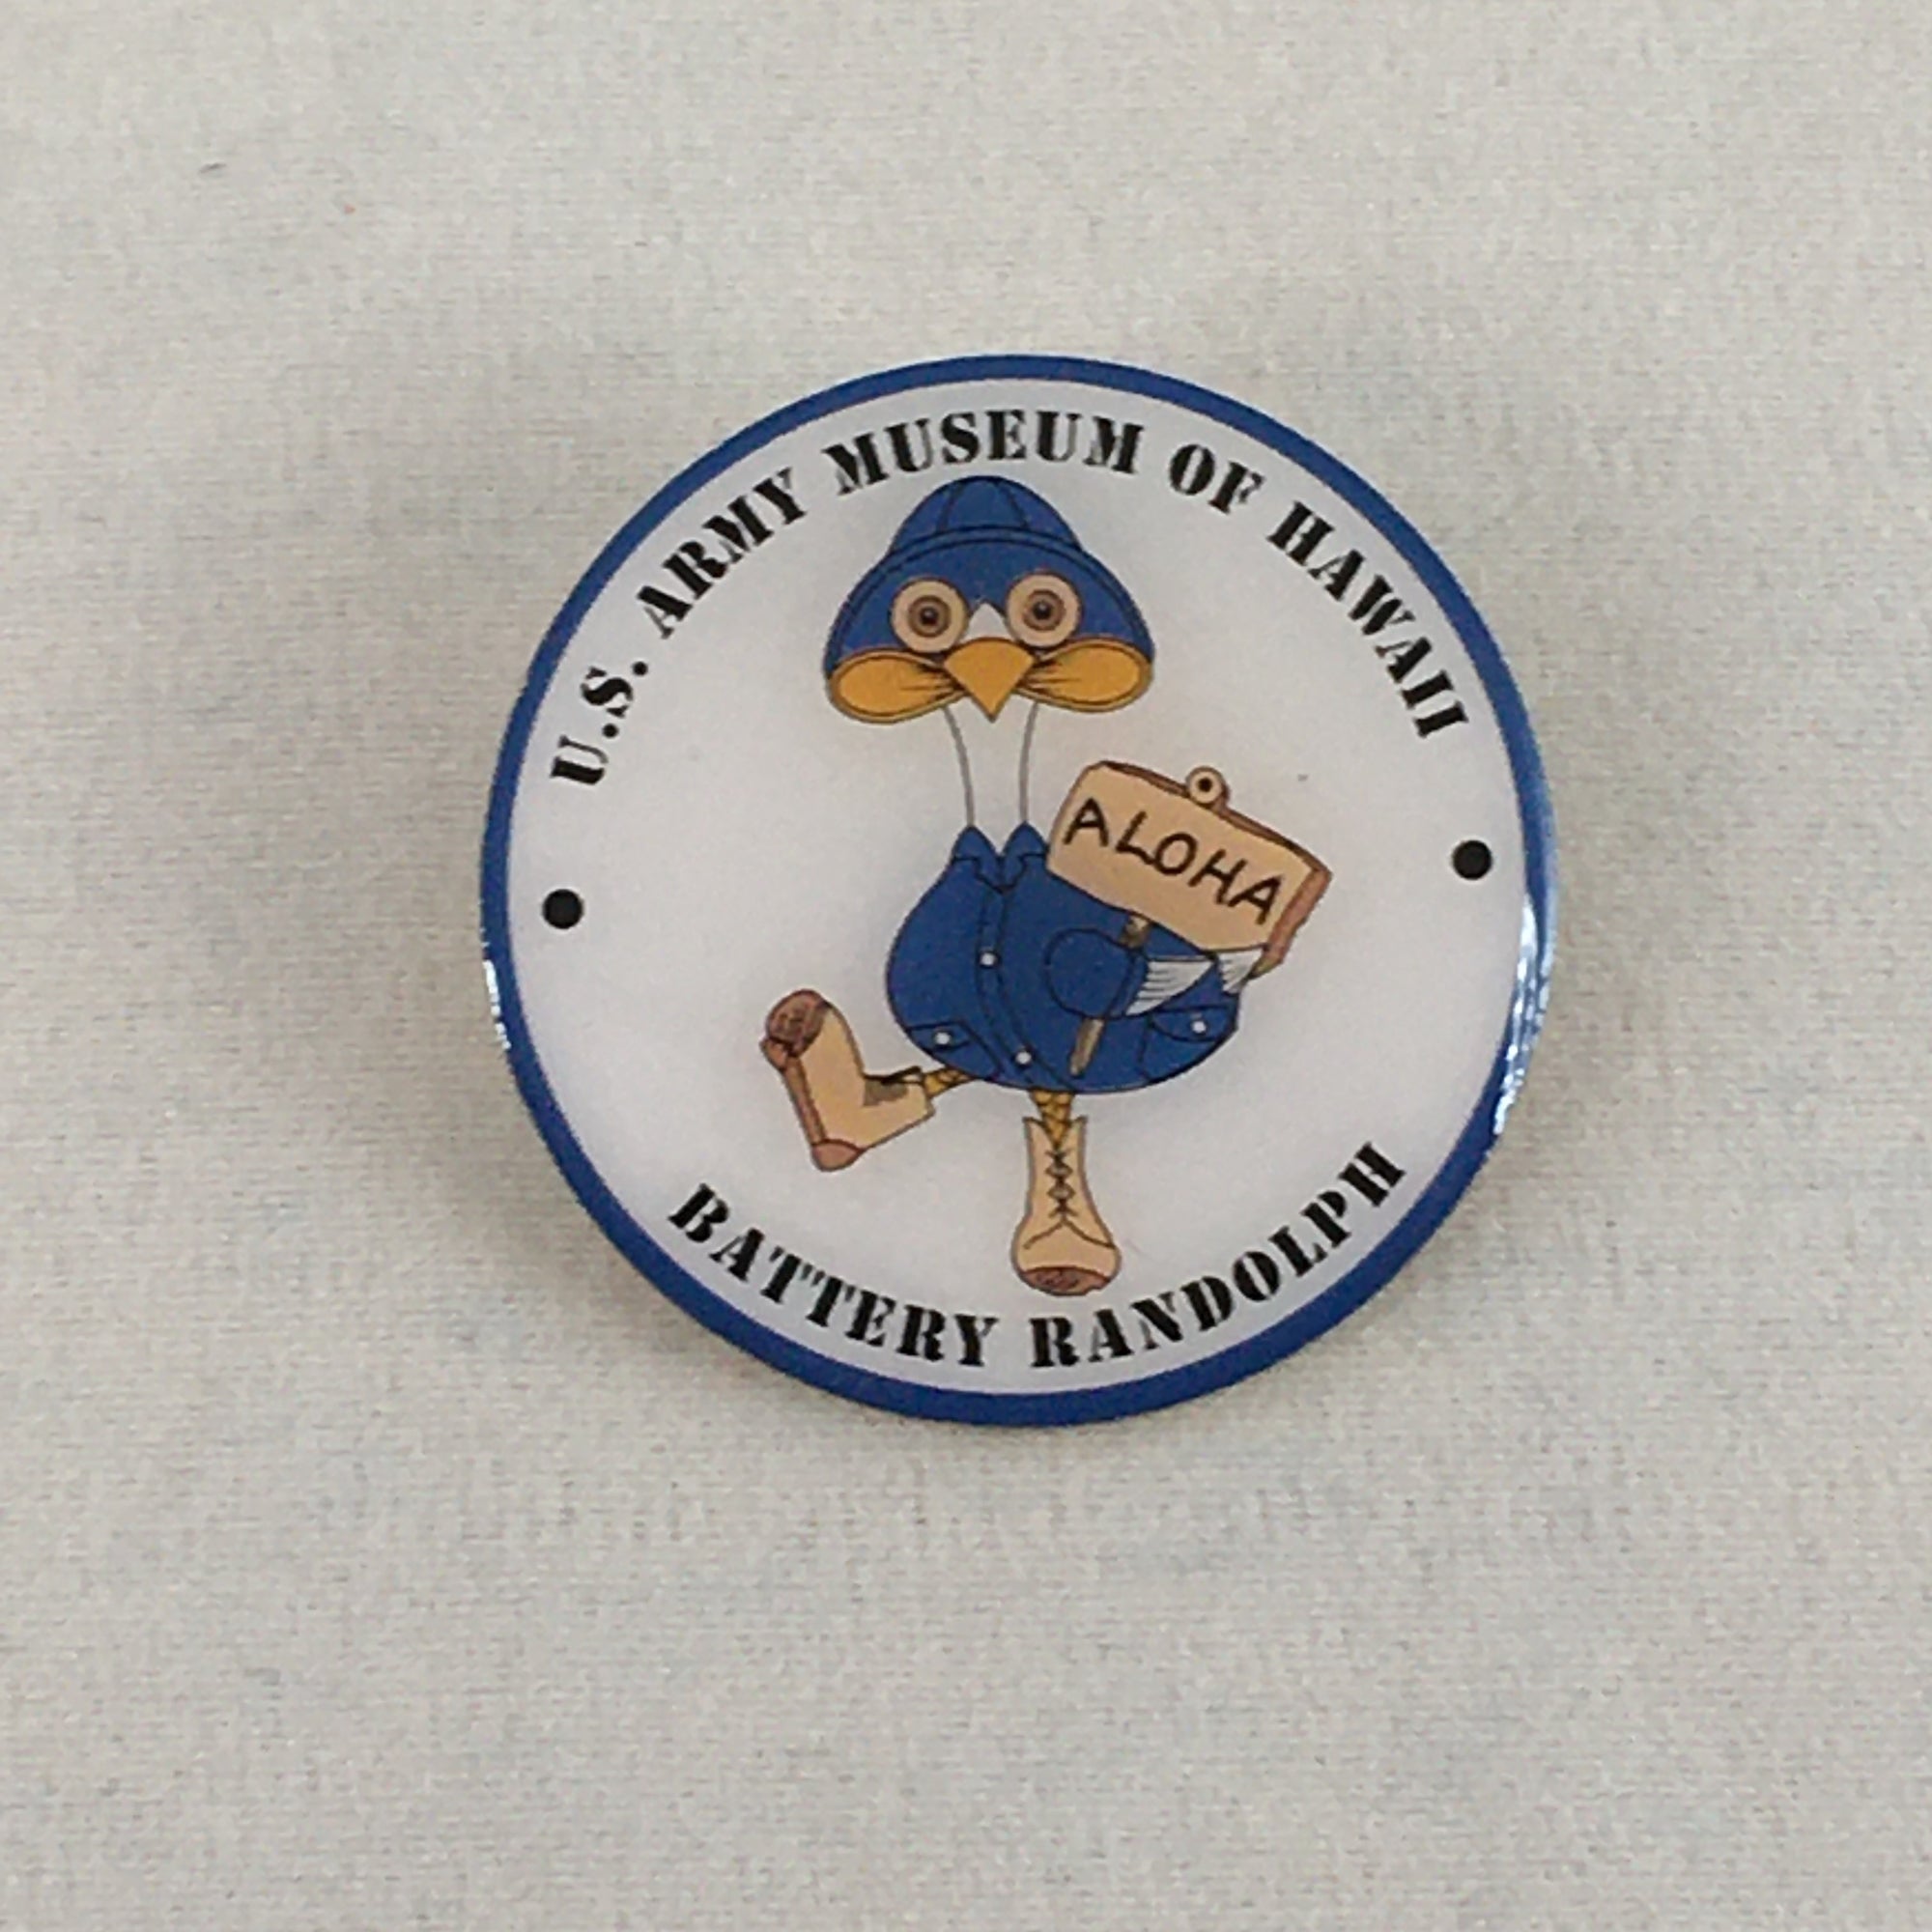 U.S. ARMY MUSEUM OF HAWAII
ALOHA
BATTERY RANDOLPH